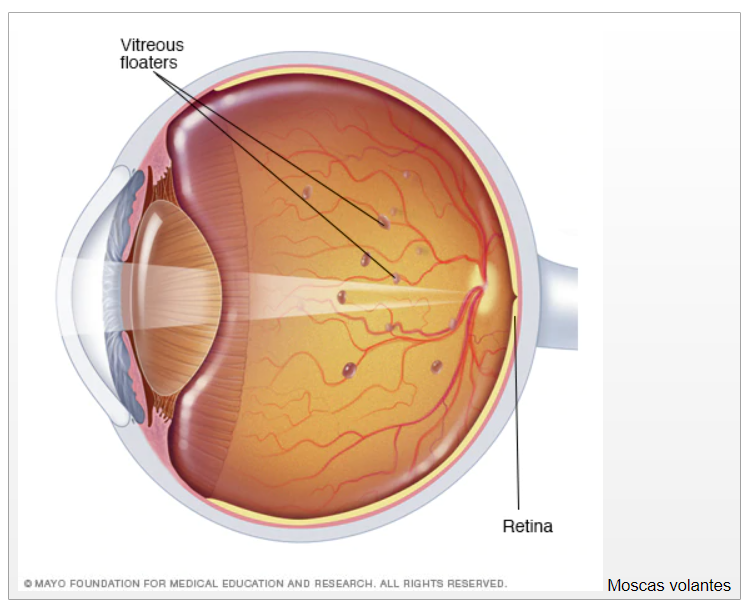 Vitreous
floaters
Retina
© MAYO FOUNDATION FOR MEDICAL EDUCATION AND RESEARCH. ALL RIGHTS RESERVED.
Moscas volantes